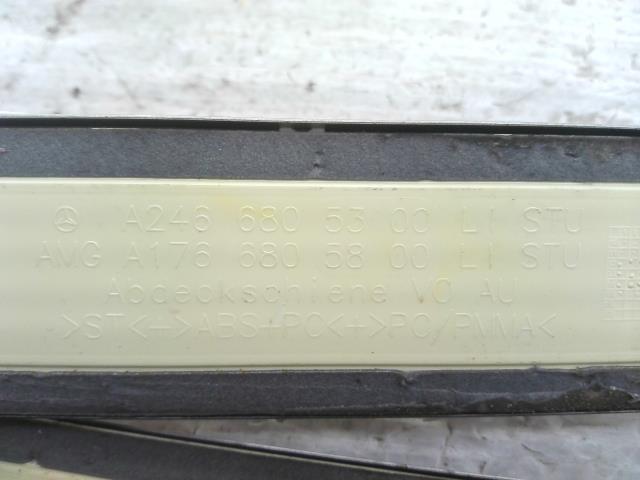 A246 680 53 00 LI STU
AMG A176 680 58 00 LI STU
Abdeckschiene VO AU
>ST<+>ABS+PC<+>PC/PMMA<